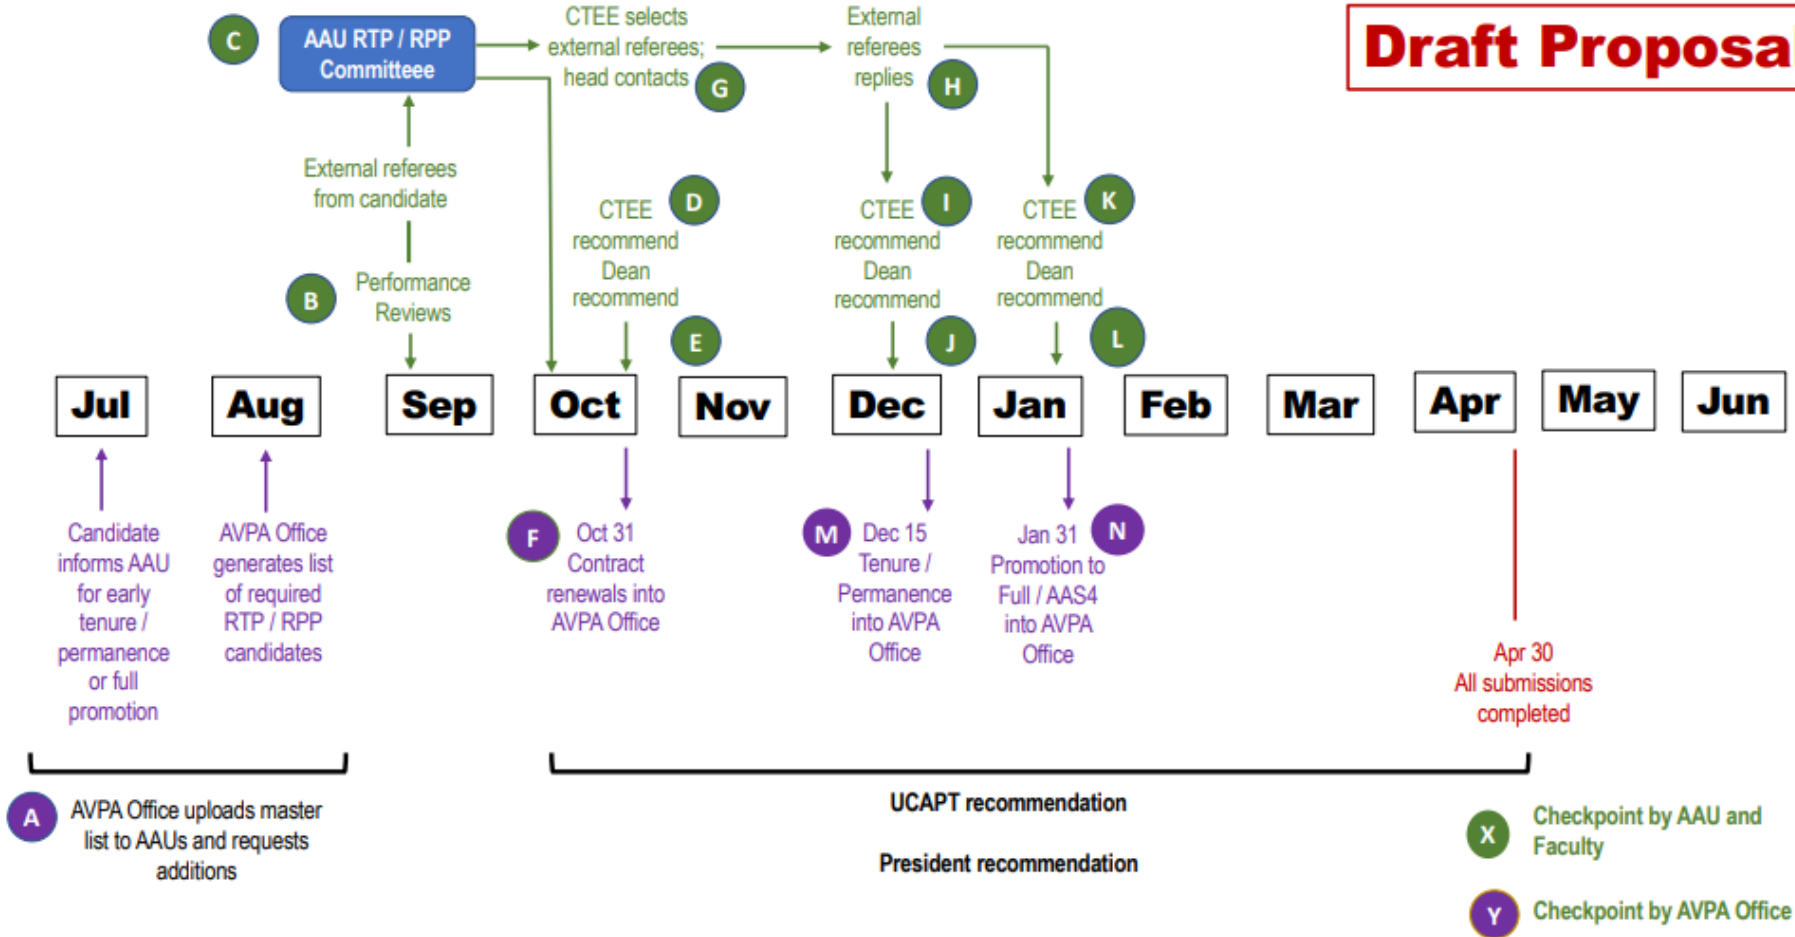 C
AAU RTP / RPP
Committeee
CTEE selects
external referees;
head contacts
G
External
referees
replies
H
Draft Proposal
External referees
from candidate
B
Performance
Reviews
CTEE
recommend
Dean
recommend
D
E
CTEE
recommend
Dean
recommend
I
J
CTEE
recommend
Dean
recommend
K
L
Jul
Aug
Sep
Oct
Nov
Dec
Jan
Feb
Mar
Apr
May
Jun
Candidate
informs AAU
for early
tenure /
permanence
or full
promotion
AVPA Office
generates list
of required
RTP / RPP
candidates
F
Oct 31
Contract
renewals into
AVPA Office
M
Dec 15
Tenure /
Permanence
into AVPA
Office
N
Jan 31
Promotion to
Full / AAS4
into AVPA
Office
Apr 30
All submissions
completed
A
AVPA Office uploads master
list to AAUs and requests
additions
UCAPT recommendation
President recommendation
X
Checkpoint by AAU and
Faculty
Y
Checkpoint by AVPA Office